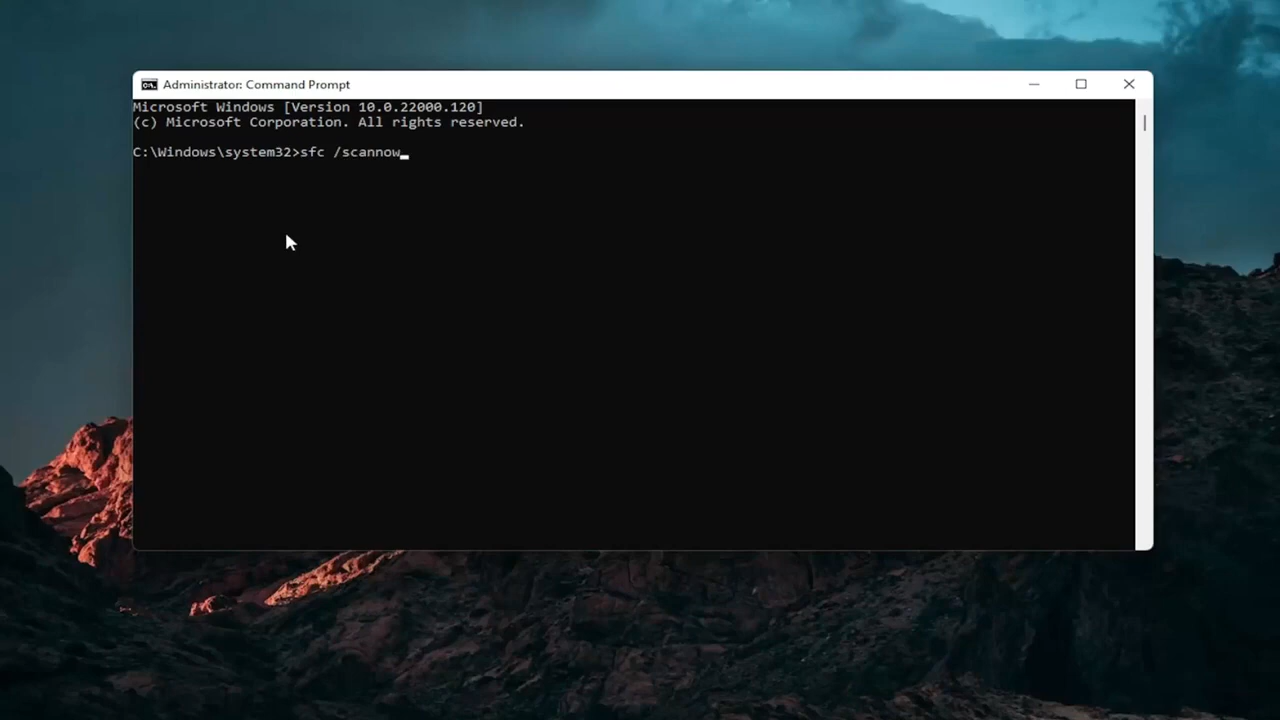 Administrator: Command Prompt
Microsoft Windows [Version 10.0.22000.120]
(c) Microsoft Corporation. All rights reserved.
C:\Windows\system32>sfc /scannow